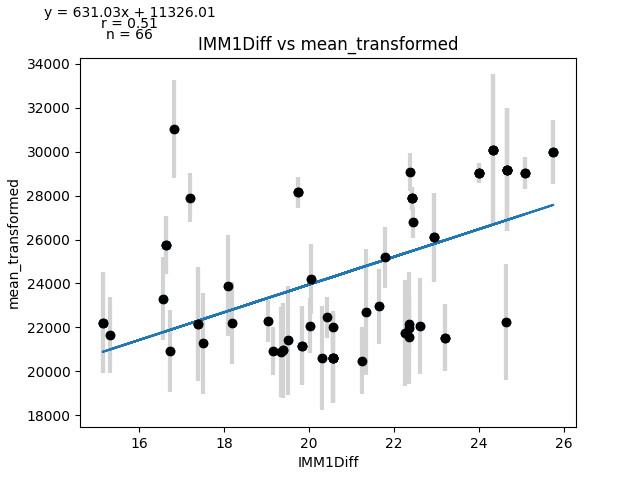 y = 631.03x + 11326.01
r = 0.51
n = 66
IMM1Diff vs mean_transformed
34000
32000
30000
28000
26000
24000
22000
20000
18000
mean_transformed
16 18 20 22 24 26
IMM1Diff